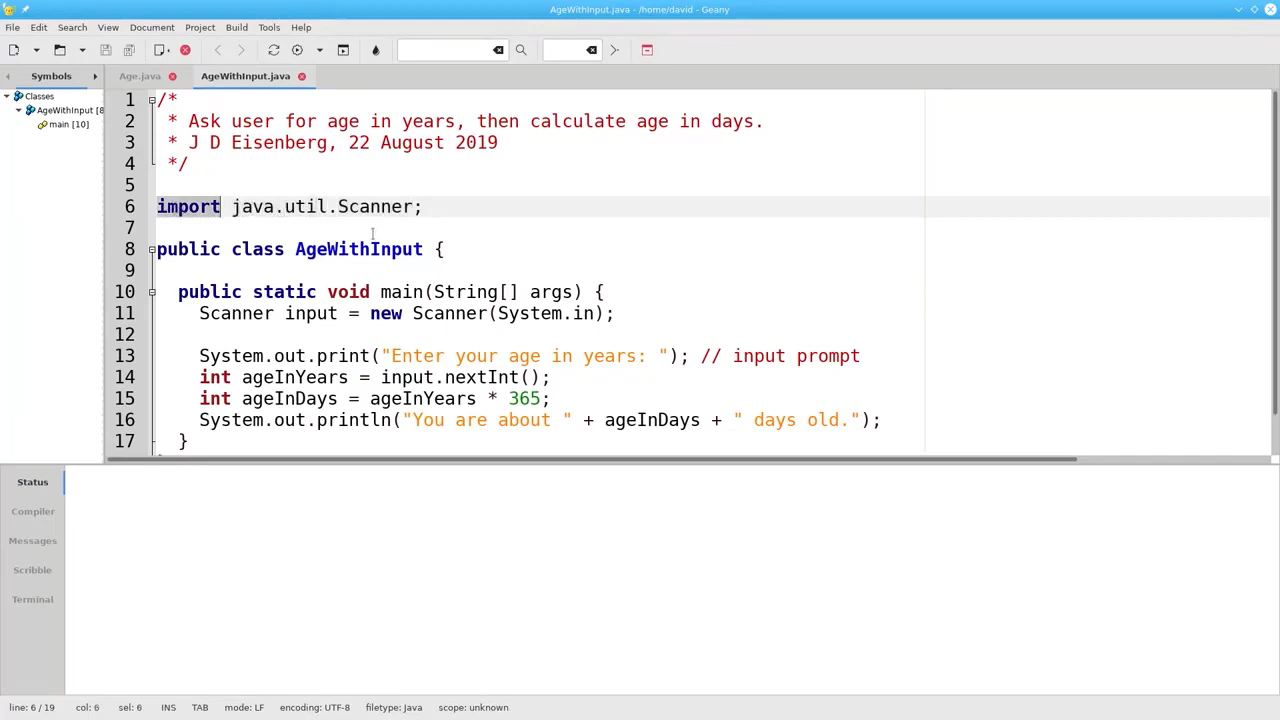 AgeWithInput.java - /home/david - Geany
File Edit Search View Document Project Build Tools Help
Symbols Age.java AgeWithInput.java
Classes
AgeWithInput [8
main [10]
1 /*
2 * Ask user for age in years, then calculate age in days.
3 * J D Eisenberg, 22 August 2019
4 */
5
6 import java.util.Scanner;
7
8 public class AgeWithInput {
9
10 public static void main(String[] args) {
11 Scanner input = new Scanner(System.in);
12
13 System.out.print("Enter your age in years: "); // input prompt
14 int ageInYears = input.nextInt();
15 int ageInDays = ageInYears * 365;
16 System.out.println("You are about " + ageInDays + " days old.");
17 }
Status
Compiler
Messages
Scribble
Terminal
line: 6 / 19 col: 6 sel: 6 INS TAB mode: LF encoding: UTF-8 filetype: Java scope: unknown